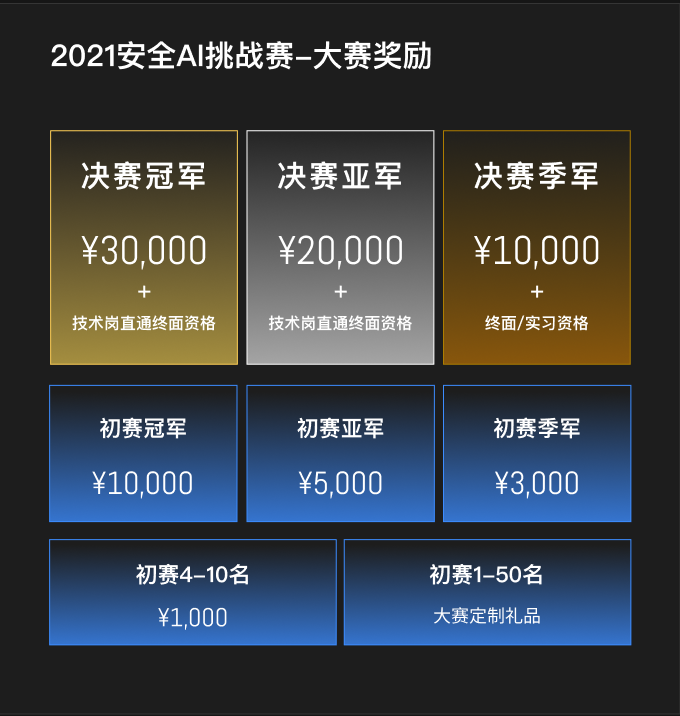 2021安全AI挑战赛–大赛奖励
决赛冠军
¥30,000
+
技术岗直通终面资格
决赛亚军
¥20,000
+
技术岗直通终面资格
决赛季军
¥10,000
+
终面/实习资格
初赛冠军
¥10,000
初赛亚军
¥5,000
初赛季军
¥3,000
初赛4–10名
¥1,000
初赛1–50名
大赛定制礼品